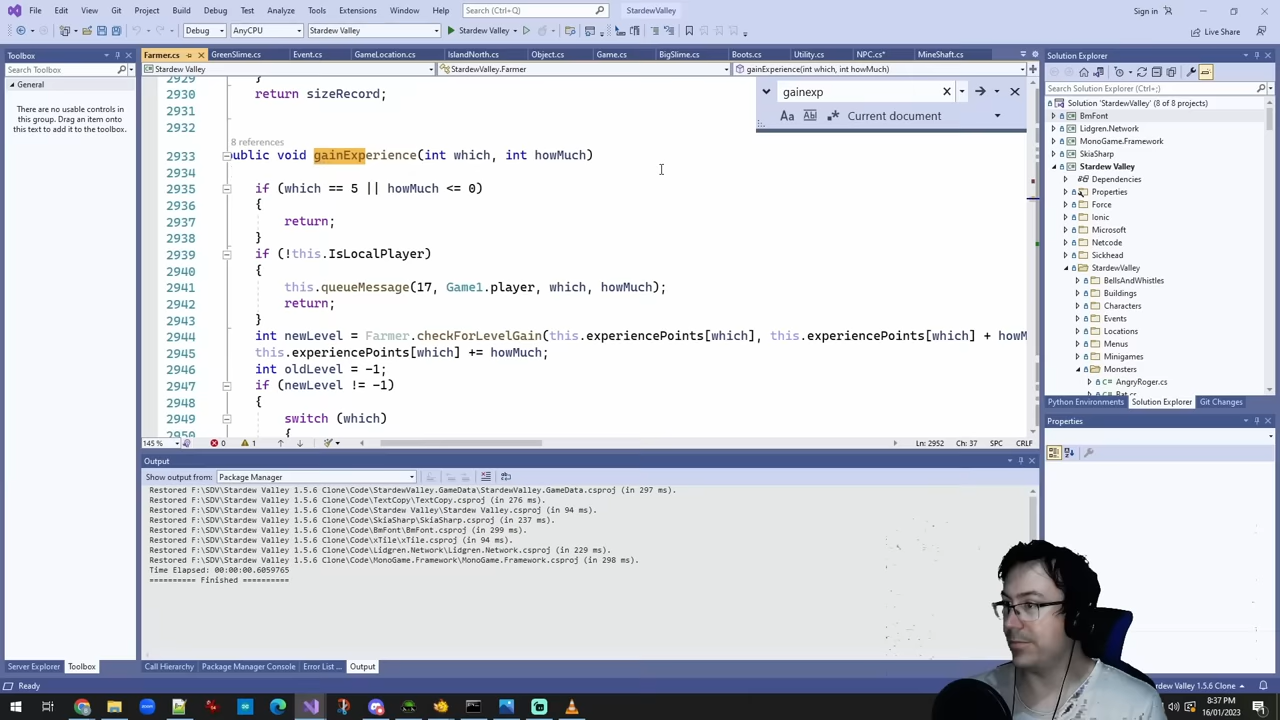 File Edit View Git Project Build Debug Test Analyze Tools Extensions Window Help Search (Ctrl+Q) StardewValley Sign in
Debug AnyCPU Stardew Valley Stardew Valley Live Share
Toolbox
Search Toolbox
General
There are no usable controls in
this group. Drag an item onto
this text to add it to the toolbox.
Server Explorer Toolbox
Farmer.cs GreenSlime.cs Event.cs GameLocation.cs IslandNorth.cs Object.cs Game.cs BigSlime.cs Boots.cs Utility.cs NPC.cs* MineShaft.cs
Stardew Valley StardewValley.Farmer gainExperience(int which, int howMuch)
gainexp
Aa Current document
2929 }
2930 return sizeRecord;
2931
2932
8 references
2933 ublic void gainExperience(int which, int howMuch)
2934
2935 if (which == 5 || howMuch <= 0)
2936 {
2937 return;
2938 }
2939 if (!this.IsLocalPlayer)
2940 {
2941 this.queueMessage(17, Game1.player, which, howMuch);
2942 return;
2943 }
2944 int newLevel = Farmer.checkForLevelGain(this.experiencePoints[which], this.experiencePoints[which] + howM
2945 this.experiencePoints[which] += howMuch;
2946 int oldLevel = -1;
2947 if (newLevel != -1)
2948 {
2949 switch (which)
2950 {
145 % 0 1 Ln: 2952 Ch: 37 SPC CRLF
Output
Show output from: Package Manager
Restored F:\SDV\Stardew Valley 1.5.6 Clone\Code\StardewValley.GameData\StardewValley.GameData.csproj (in 297 ms).
Restored F:\SDV\Stardew Valley 1.5.6 Clone\Code\TextCopy\TextCopy.csproj (in 276 ms).
Restored F:\SDV\Stardew Valley 1.5.6 Clone\Code\Stardew Valley\Stardew Valley.csproj (in 94 ms).
Restored F:\SDV\Stardew Valley 1.5.6 Clone\Code\SkiaSharp\SkiaSharp.csproj (in 237 ms).
Restored F:\SDV\Stardew Valley 1.5.6 Clone\Code\BmFont\BmFont.csproj (in 299 ms).
Restored F:\SDV\Stardew Valley 1.5.6 Clone\Code\xTile\xTile.csproj (in 94 ms).
Restored F:\SDV\Stardew Valley 1.5.6 Clone\Code\Lidgren.Network\Lidgren.Network.csproj (in 229 ms).
Restored F:\SDV\Stardew Valley 1.5.6 Clone\Code\MonoGame.Framework\MonoGame.Framework.csproj (in 298 ms).
Time Elapsed: 00:00:00.6059765
========== Finished ==========
Call Hierarchy Package Manager Console Error List ... Output
Solution Explorer
Search Solution Explorer (Ctrl+;)
Solution 'StardewValley' (8 of 8 projects)
BmFont
Lidgren.Network
MonoGame.Framework
SkiaSharp
Stardew Valley
Dependencies
Properties
Force
Ionic
Microsoft
Netcode
Sickhead
StardewValley
BellsAndWhistles
Buildings
Characters
Events
Locations
Menus
Minigames
Monsters
AngryRoger.cs
Bat.cs
Python Environments Solution Explorer Git Changes
Properties
Ready
dew Valley 1.5.6 Clone
8:37 PM
16/01/2023